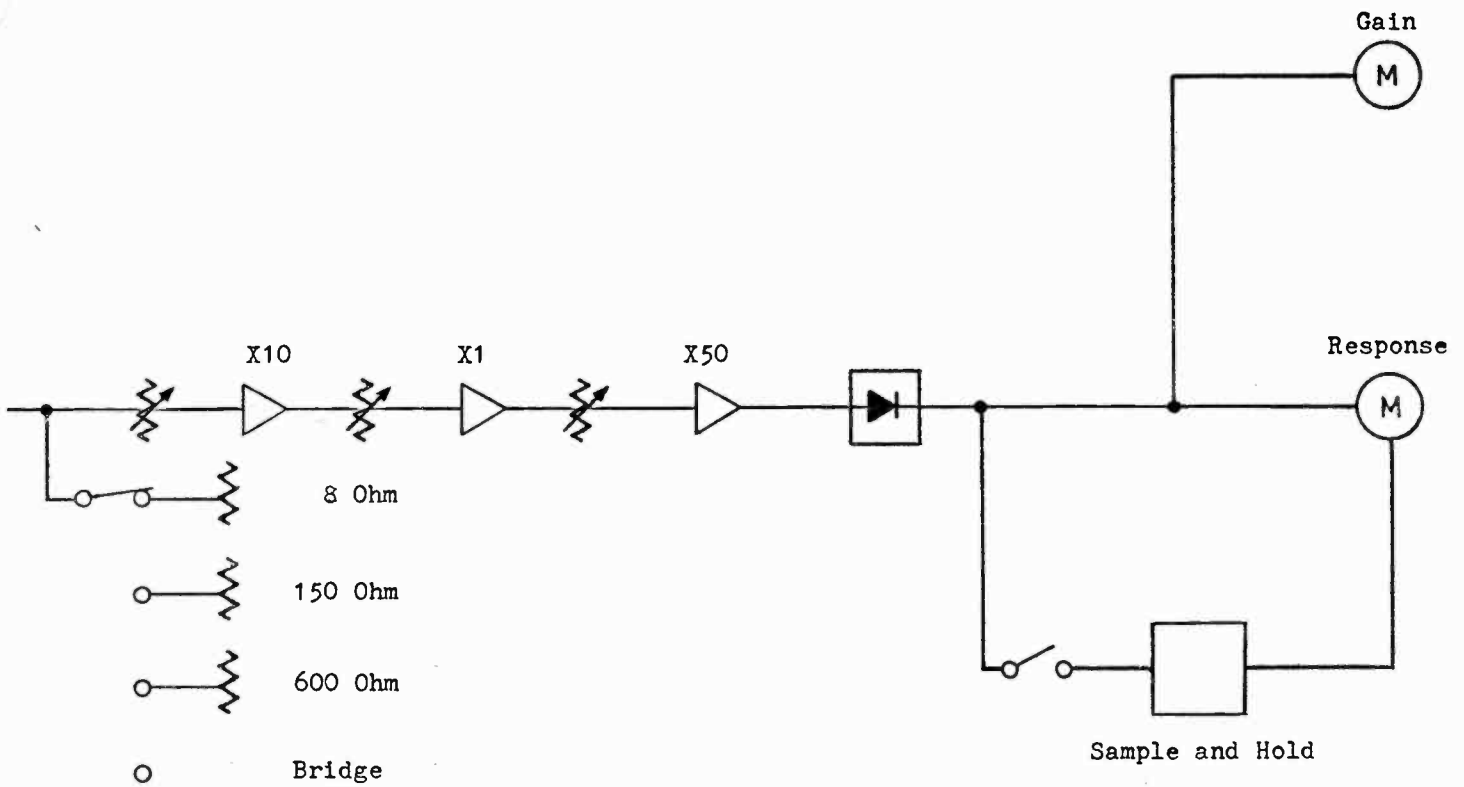 Gain
M
X10
X1
X50
Response
M
8 Ohm
150 Ohm
600 Ohm
Sample and Hold
Bridge